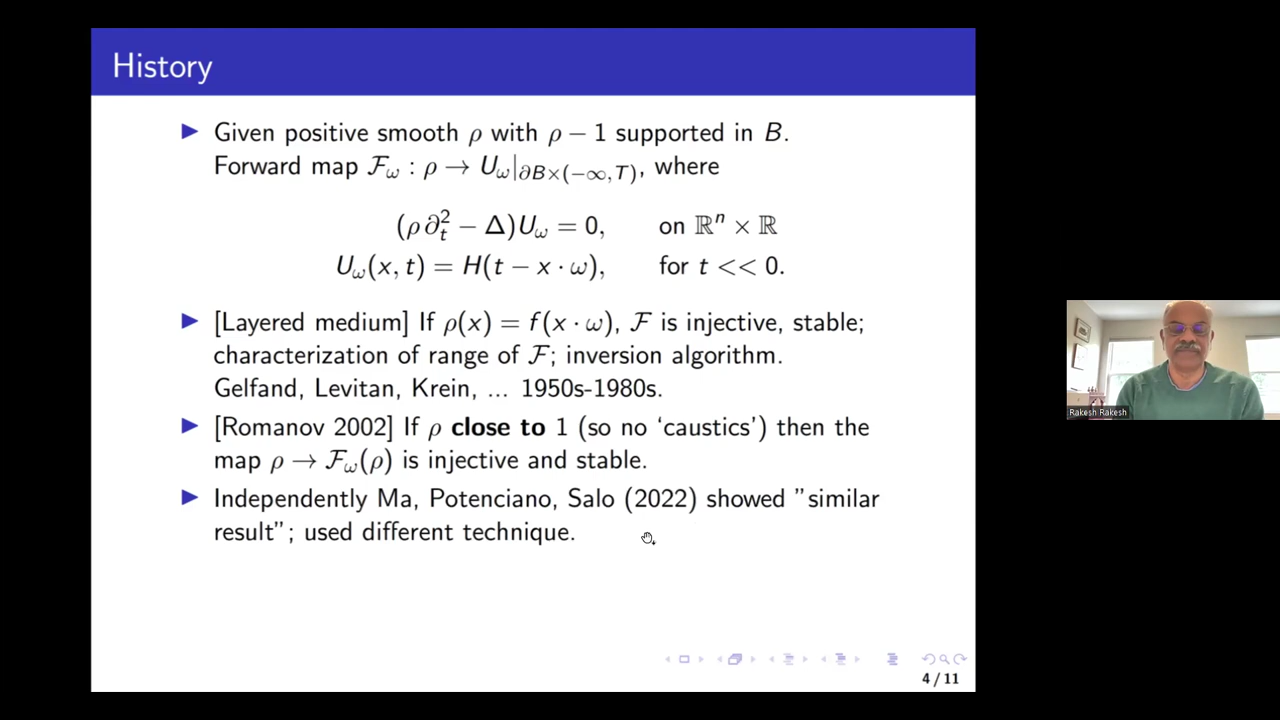 History
▶ Given positive smooth ρ with ρ − 1 supported in B.
Forward map ℱ_ω : ρ → U_ω|_{∂B×(−∞,T)}, where
(ρ ∂_t^2 − Δ)U_ω = 0, on ℝ^n × ℝ
U_ω(x, t) = H(t − x · ω), for t << 0.
▶ [Layered medium] If ρ(x) = f(x · ω), ℱ is injective, stable;
characterization of range of ℱ; inversion algorithm.
Gelfand, Levitan, Krein, ... 1950s-1980s.
▶ [Romanov 2002] If ρ close to 1 (so no ‘caustics’) then the
map ρ → ℱ_ω(ρ) is injective and stable.
▶ Independently Ma, Potenciano, Salo (2022) showed ”similar
result”; used different technique.
4 / 11
Rakesh Rakesh